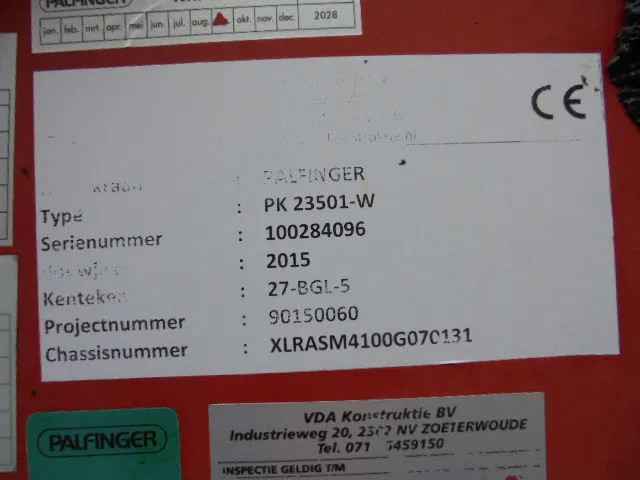 PALFINGER
jan. feb. mrt. apr. mei jun. jul. aug. okt. nov. dec. 2028
CE
: PALFINGER
Type : PK 23501-W
Serienummer : 100284096
: 2015
Kenteken : 27-BGL-5
Projectnummer : 90150060
Chassisnummer : XLRASM4100G070131
PALFINGER
VDA Konstruktie BV
Industrieweg 20, 2382 NV ZOETERWOUDE
Tel. 071 5459150
INSPECTIE GELDIG T/M